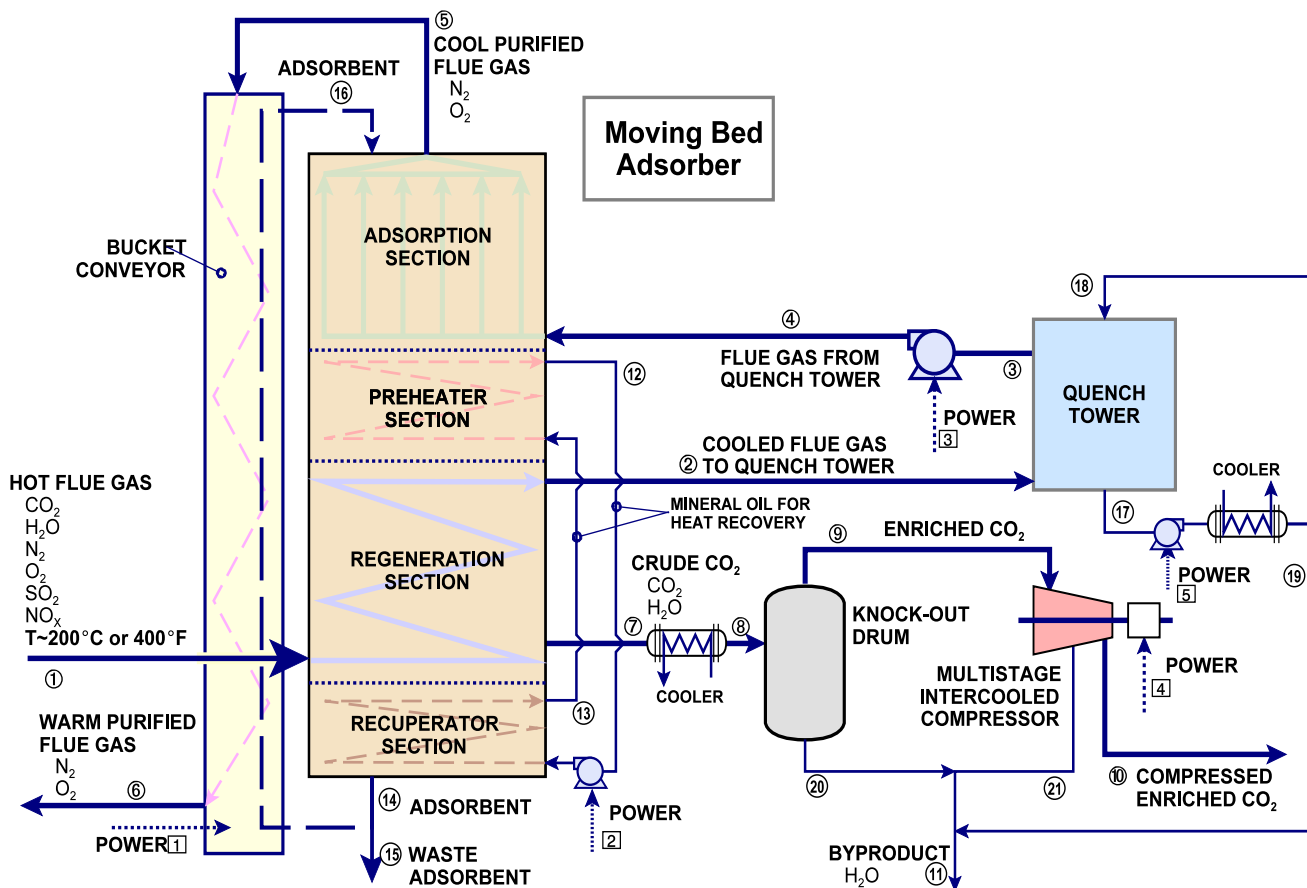 ⑤
COOL PURIFIED
FLUE GAS
N₂
O₂
ADSORBENT
⑯
Moving Bed
Adsorber
ADSORPTION
SECTION
BUCKET
CONVEYOR
⑱
④
FLUE GAS FROM
QUENCH TOWER
③
QUENCH
TOWER
⑫
PREHEATER
SECTION
POWER
3
COOLED FLUE GAS
② TO QUENCH TOWER
COOLER
HOT FLUE GAS
CO₂
H₂O
N₂
O₂
SO₂
NOₓ
T~200°C or 400°F
①
MINERAL OIL FOR
HEAT RECOVERY
⑰
⑨
ENRICHED CO₂
REGENERATION
SECTION
CRUDE CO₂
CO₂
H₂O
POWER
5
⑲
KNOCK-OUT
DRUM
⑦
⑧
COOLER
MULTISTAGE
INTERCOOLED
COMPRESSOR
POWER
4
WARM PURIFIED
FLUE GAS
N₂
O₂
⑥
RECUPERATOR
SECTION
⑬
⑭ ADSORBENT
POWER
2
⑳
㉑
⑩ COMPRESSED
ENRICHED CO₂
POWER 1
⑮ WASTE
ADSORBENT
BYPRODUCT
H₂O
⑪